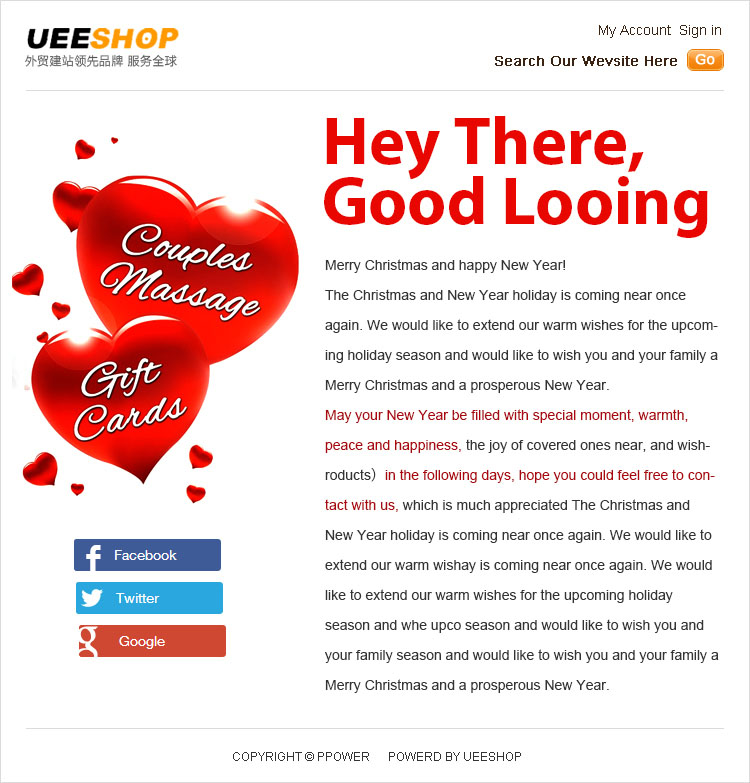 UEESHOP
外贸建站领先品牌 服务全球
My Account Sign in
Search Our Wevsite Here Go
Hey There,
Good Looing
Couples
Massage
Gift
Cards
Facebook
Twitter
Google
Merry Christmas and happy New Year!
The Christmas and New Year holiday is coming near once
again. We would like to extend our warm wishes for the upcom-
ing holiday season and would like to wish you and your family a
Merry Christmas and a prosperous New Year.
May your New Year be filled with special moment, warmth,
peace and happiness, the joy of covered ones near, and wish-
roducts）in the following days, hope you could feel free to con-
tact with us, which is much appreciated The Christmas and
New Year holiday is coming near once again. We would like to
extend our warm wishay is coming near once again. We would
like to extend our warm wishes for the upcoming holiday
season and whe upco season and would like to wish you and
your family season and would like to wish you and your family a
Merry Christmas and a prosperous New Year.
COPYRIGHT © PPOWER POWERD BY UEESHOP